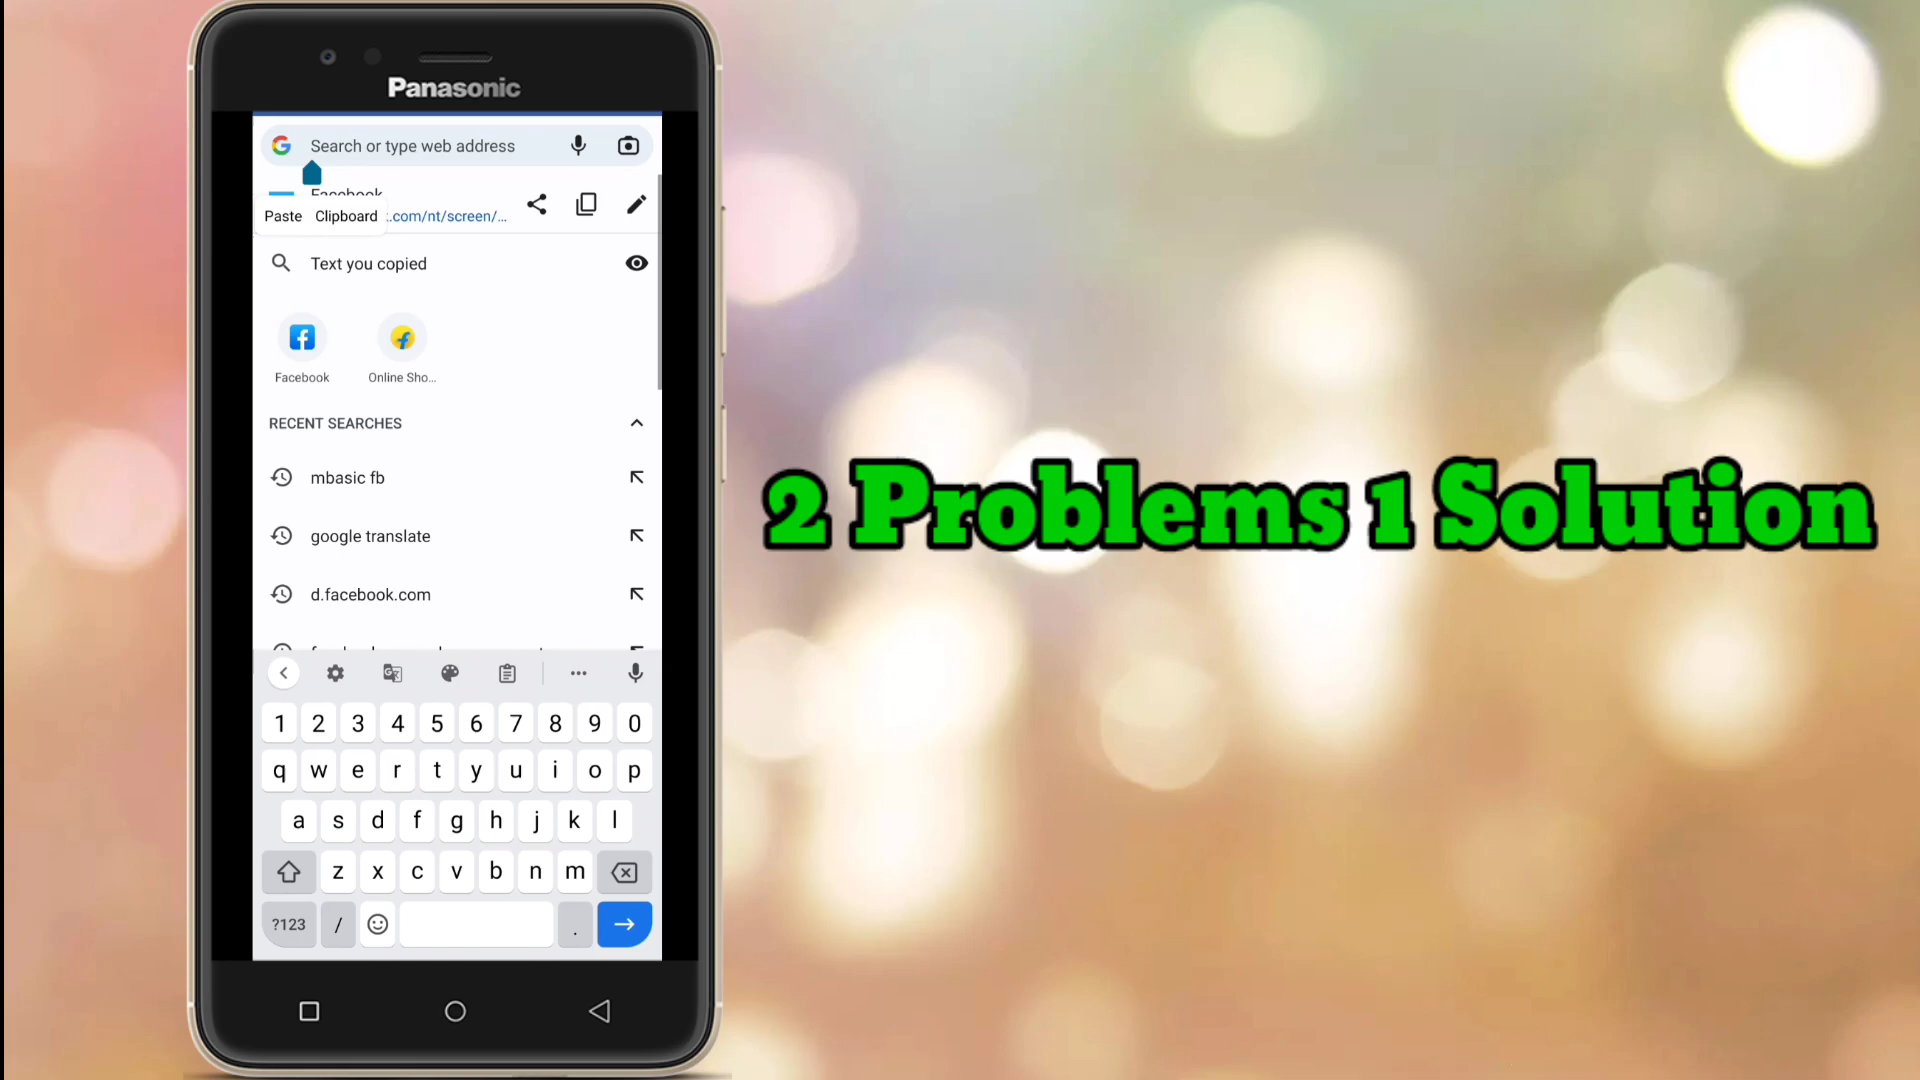 Panasonic
Search or type web address
Facebook
Paste Clipboard .com/nt/screen/...
Text you copied
Facebook Online Sho...
RECENT SEARCHES
mbasic fb
google translate
d.facebook.com
1 2 3 4 5 6 7 8 9 0
q w e r t y u i o p
a s d f g h j k l
z x c v b n m
?123 / .
2 Problems 1 Solution